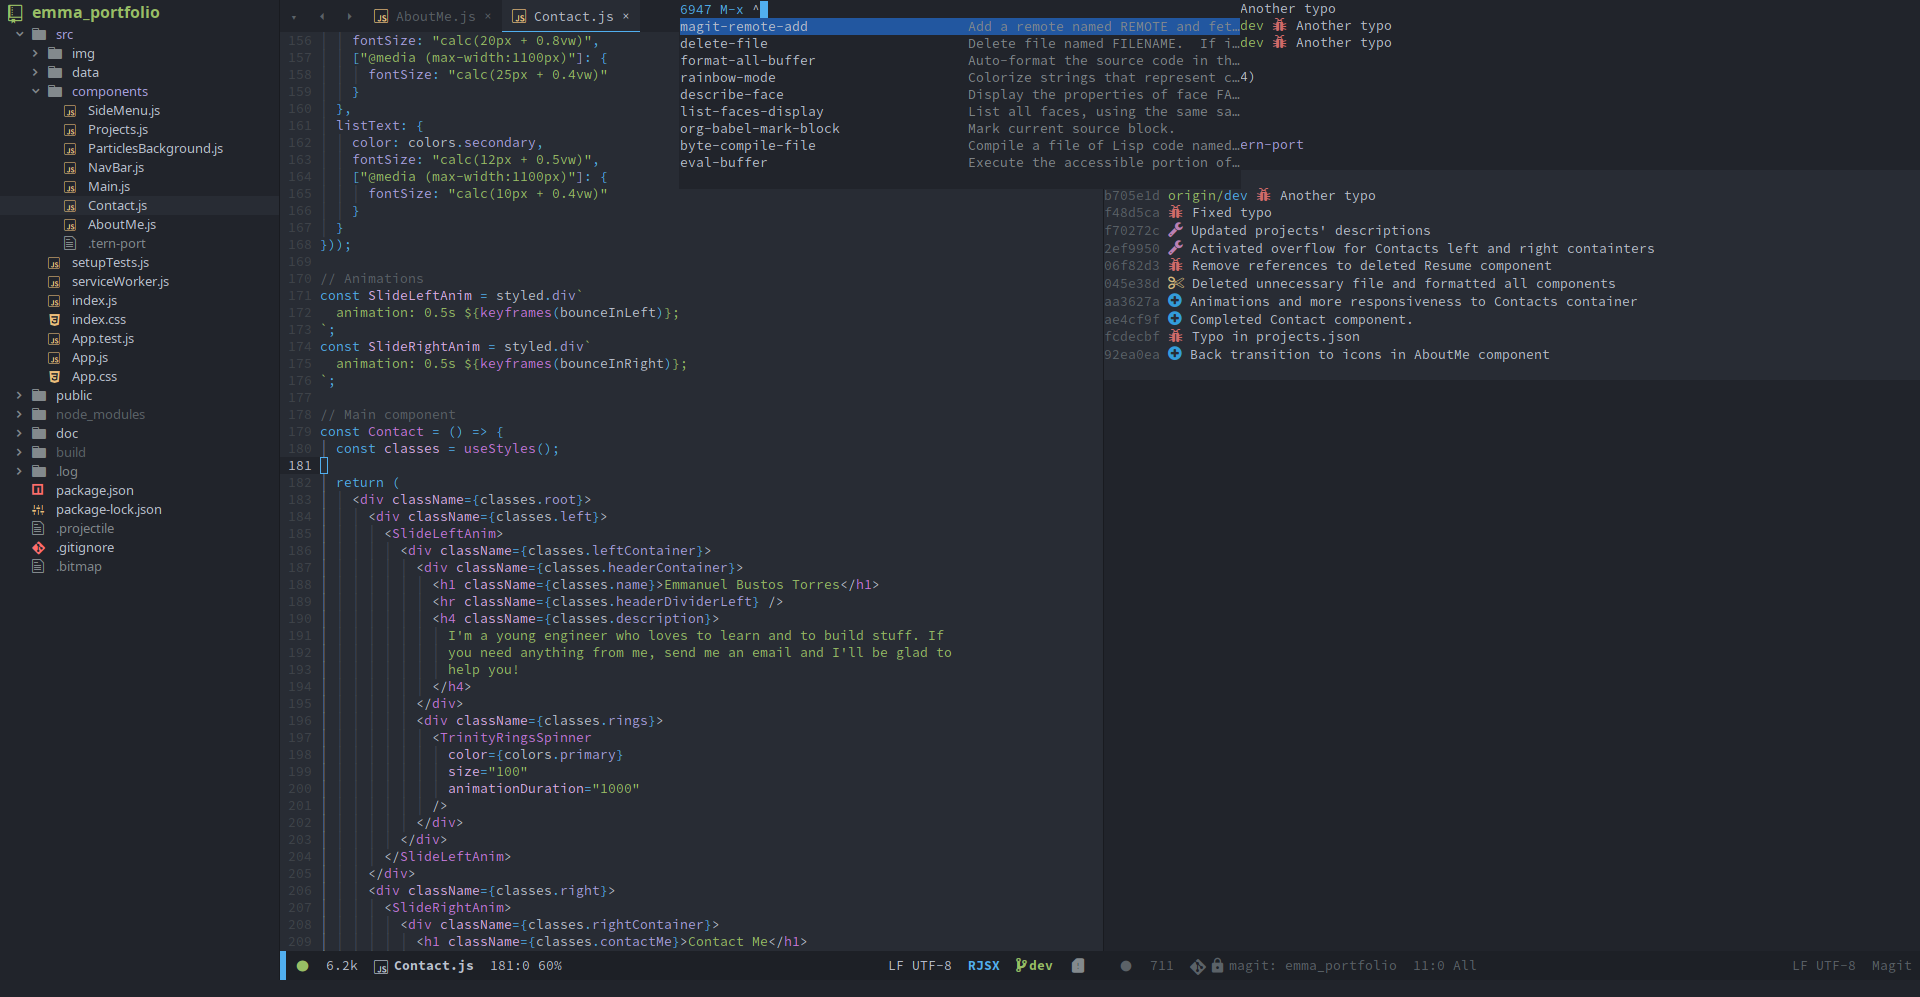 emma_portfolio
src
img
data
components
SideMenu.js
Projects.js
ParticlesBackground.js
NavBar.js
Main.js
Contact.js
AboutMe.js
.tern-port
setupTests.js
serviceWorker.js
index.js
index.css
App.test.js
App.js
App.css
public
node_modules
doc
build
.log
package.json
package-lock.json
.projectile
.gitignore
.bitmap
AboutMe.js ×
Contact.js ×
156 fontSize: "calc(20px + 0.8vw)",
157 ["@media (max-width:1100px)"]: {
158 fontSize: "calc(25px + 0.4vw)"
159 }
160 },
161 listText: {
162 color: colors.secondary,
163 fontSize: "calc(12px + 0.5vw)",
164 ["@media (max-width:1100px)"]: {
165 fontSize: "calc(10px + 0.4vw)"
166 }
167 }
168 }));
169
170 // Animations
171 const SlideLeftAnim = styled.div`
172 animation: 0.5s ${keyframes(bounceInLeft)};
173 `;
174 const SlideRightAnim = styled.div`
175 animation: 0.5s ${keyframes(bounceInRight)};
176 `;
177
178 // Main component
179 const Contact = () => {
180 const classes = useStyles();
181
182 return (
183 <div className={classes.root}>
184 <div className={classes.left}>
185 <SlideLeftAnim>
186 <div className={classes.leftContainer}>
187 <div className={classes.headerContainer}>
188 <h1 className={classes.name}>Emmanuel Bustos Torres</h1>
189 <hr className={classes.headerDividerLeft} />
190 <h4 className={classes.description}>
191 I'm a young engineer who loves to learn and to build stuff. If
192 you need anything from me, send me an email and I'll be glad to
193 help you!
194 </h4>
195 </div>
196 <div className={classes.rings}>
197 <TrinityRingsSpinner
198 color={colors.primary}
199 size="100"
200 animationDuration="1000"
201 />
202 </div>
203 </div>
204 </SlideLeftAnim>
205 </div>
206 <div className={classes.right}>
207 <SlideRightAnim>
208 <div className={classes.rightContainer}>
209 <h1 className={classes.contactMe}>Contact Me</h1>
6947 M-x ^
magit-remote-add Add a remote named REMOTE and fet…
delete-file Delete file named FILENAME.  If i…
format-all-buffer Auto-format the source code in th…
rainbow-mode Colorize strings that represent c…
describe-face Display the properties of face FA…
list-faces-display List all faces, using the same sa…
org-babel-mark-block Mark current source block.
byte-compile-file Compile a file of Lisp code named…
eval-buffer Execute the accessible portion of…
Another typo
dev Another typo
dev Another typo
4)
ern-port
b705e1d origin/dev Another typo
f48d5ca Fixed typo
f70272c Updated projects' descriptions
2ef9950 Activated overflow for Contacts left and right containters
06f82d3 Remove references to deleted Resume component
045e38d Deleted unnecessary file and formatted all components
aa3627a Animations and more responsiveness to Contacts container
ae4cf9f Completed Contact component.
fcdecbf Typo in projects.json
92ea0ea Back transition to icons in AboutMe component
6.2k Contact.js 181:0 60% LF UTF-8 RJSX dev
711 magit: emma_portfolio 11:0 All LF UTF-8 Magit